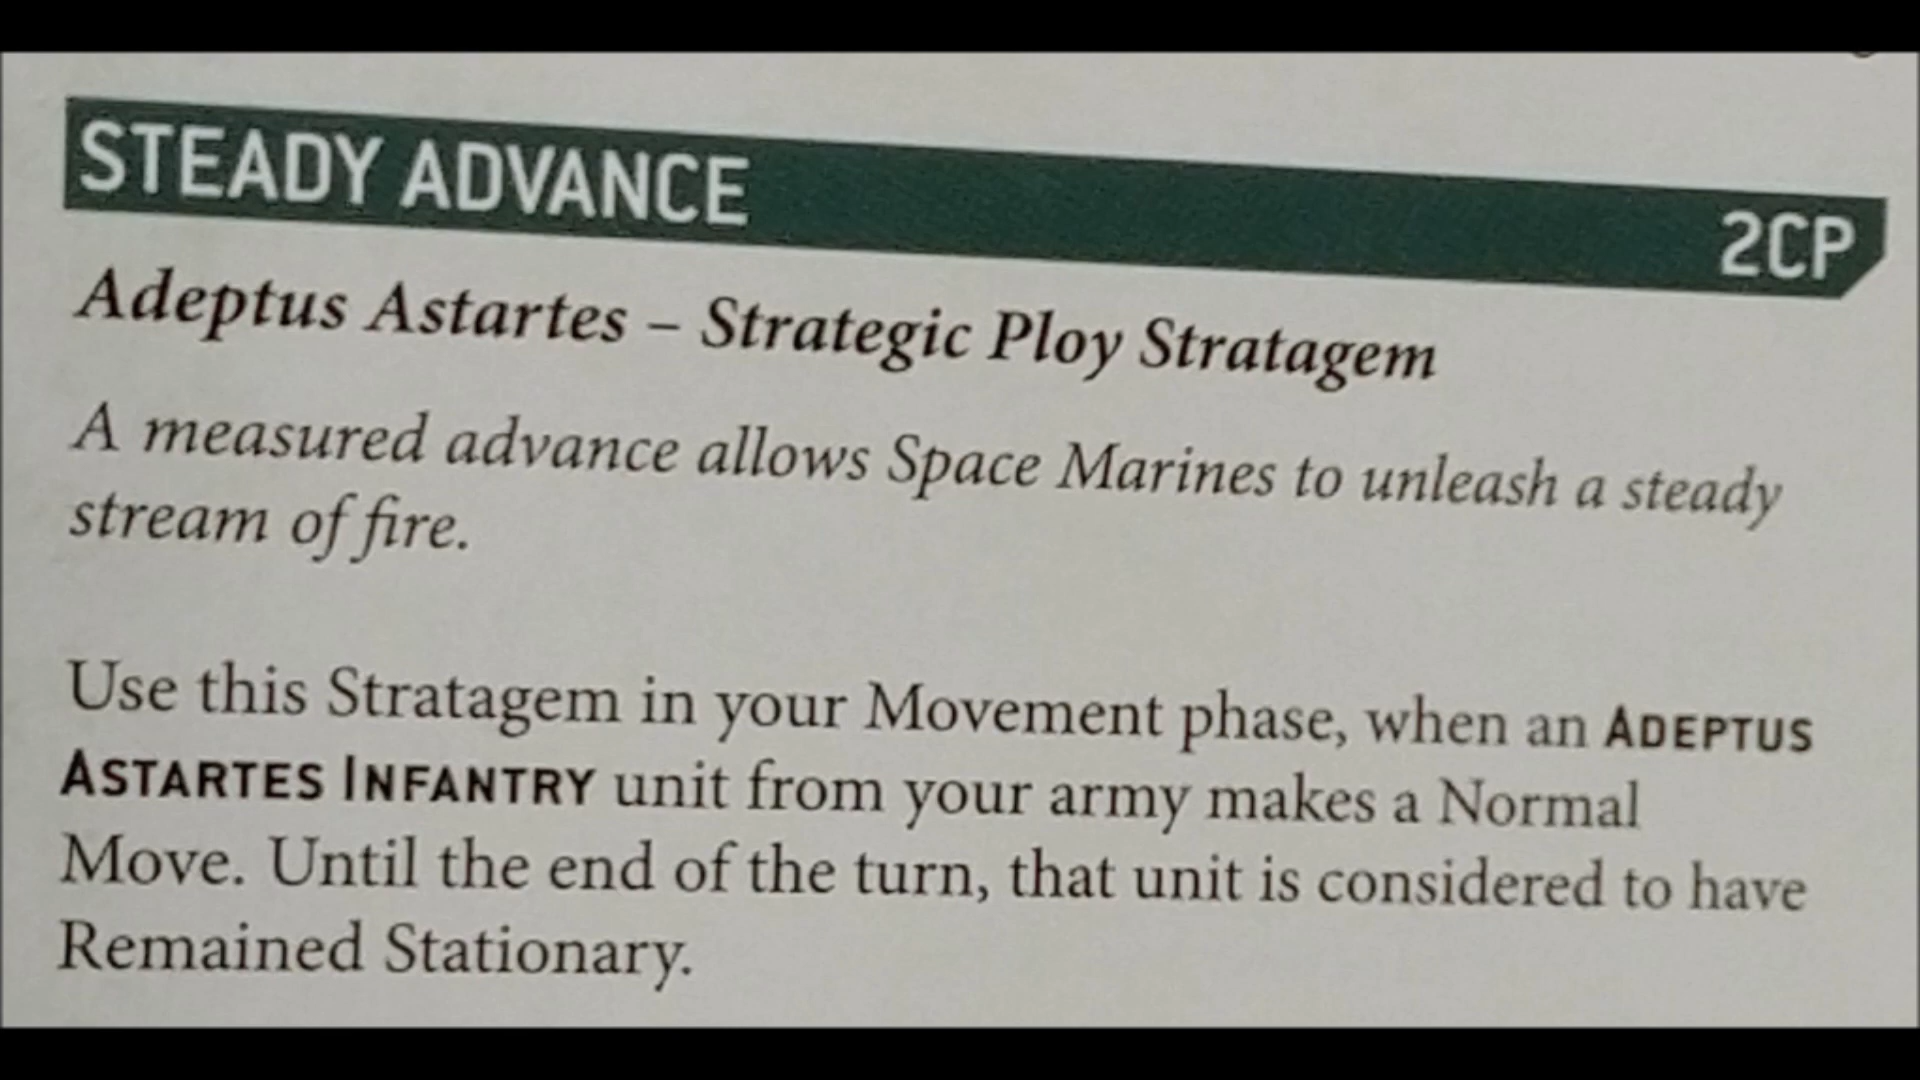 STEADY ADVANCE 2CP
Adeptus Astartes – Strategic Ploy Stratagem
A measured advance allows Space Marines to unleash a steady
stream of fire.
Use this Stratagem in your Movement phase, when an ADEPTUS
ASTARTES INFANTRY unit from your army makes a Normal
Move. Until the end of the turn, that unit is considered to have
Remained Stationary.